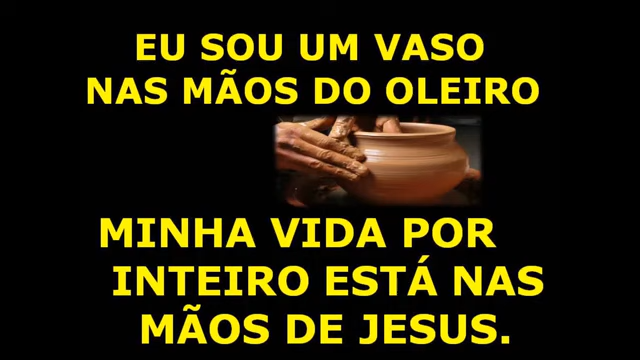 EU SOU UM VASO
NAS MÃOS DO OLEIRO
MINHA VIDA POR
INTEIRO ESTÁ NAS
MÃOS DE JESUS.